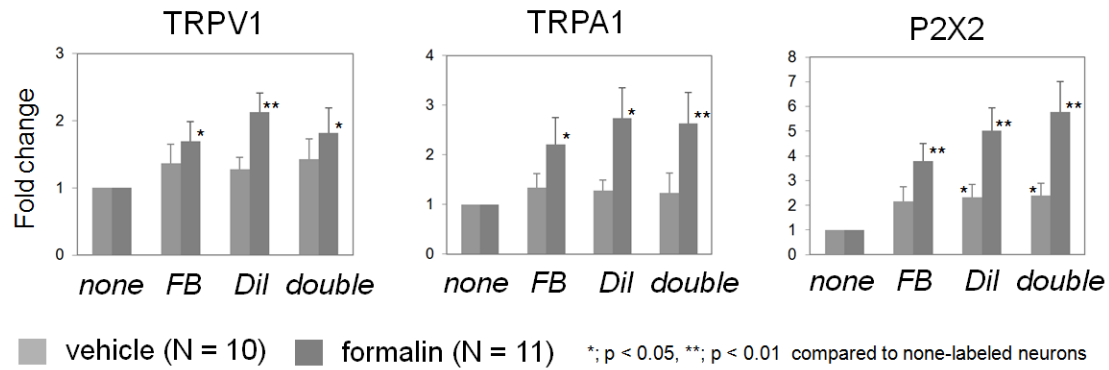 TRPV1
TRPA1
P2X2
Fold change
3
2
1
0
*
**
*
none FB DiI double
4
3
2
1
0
*
*
**
none FB DiI double
8
7
6
5
4
3
2
1
0
**
*
**
*
**
none FB DiI double
vehicle (N = 10)
formalin (N = 11)
*; p < 0.05, **; p < 0.01 compared to none-labeled neurons